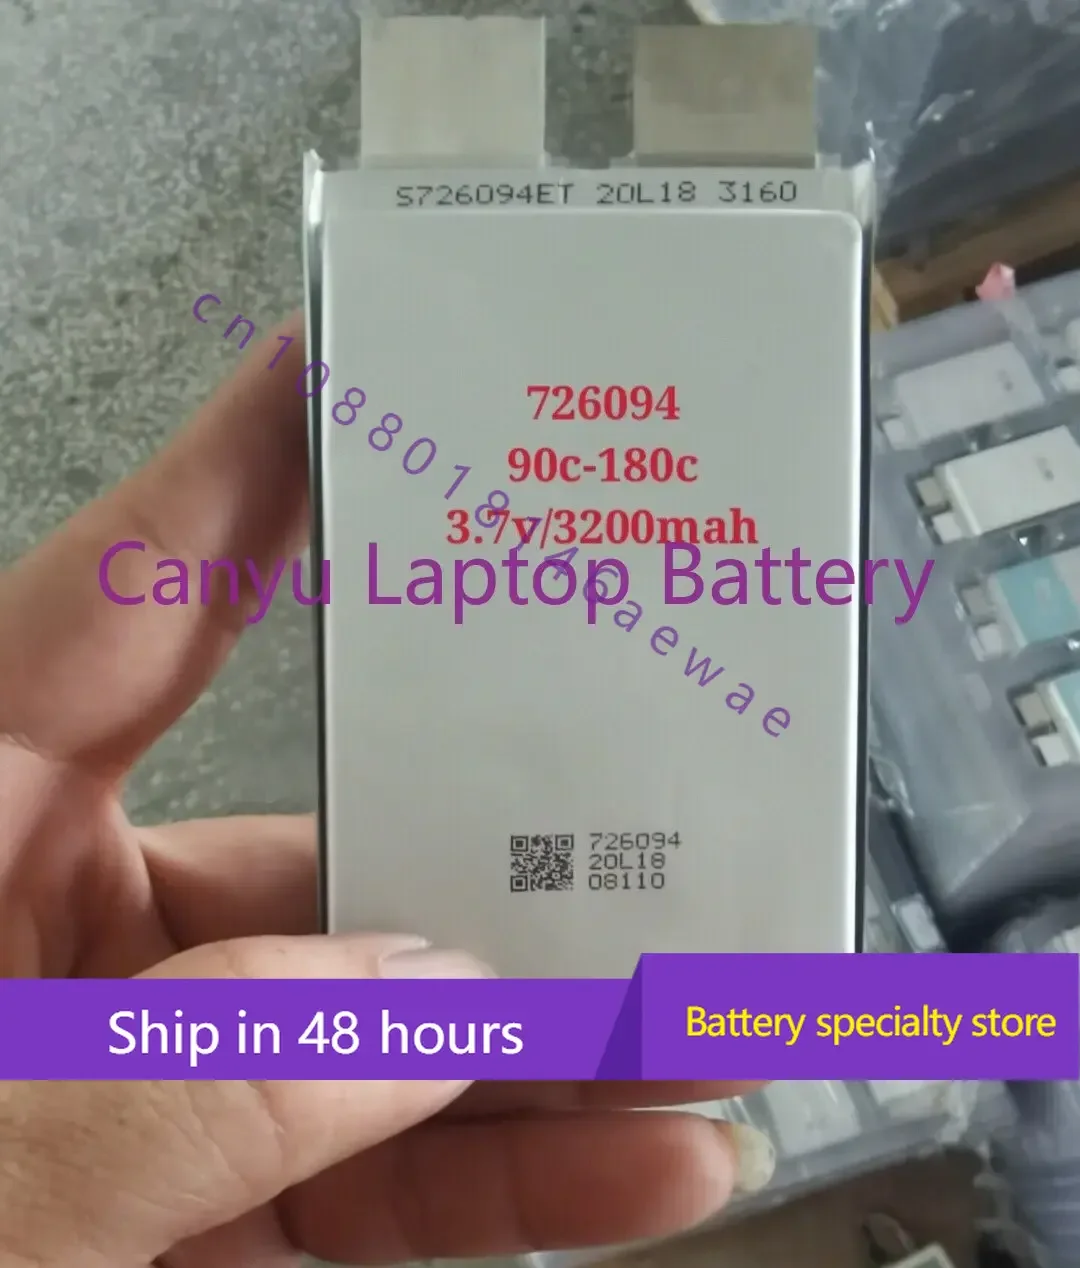 S726094ET 20L18 3160
726094
90c-180c
3.7v/3200mah
cn1088018146aewae
Canyu Laptop Battery
726094
20L18
08110
Ship in 48 hours
Battery specialty store